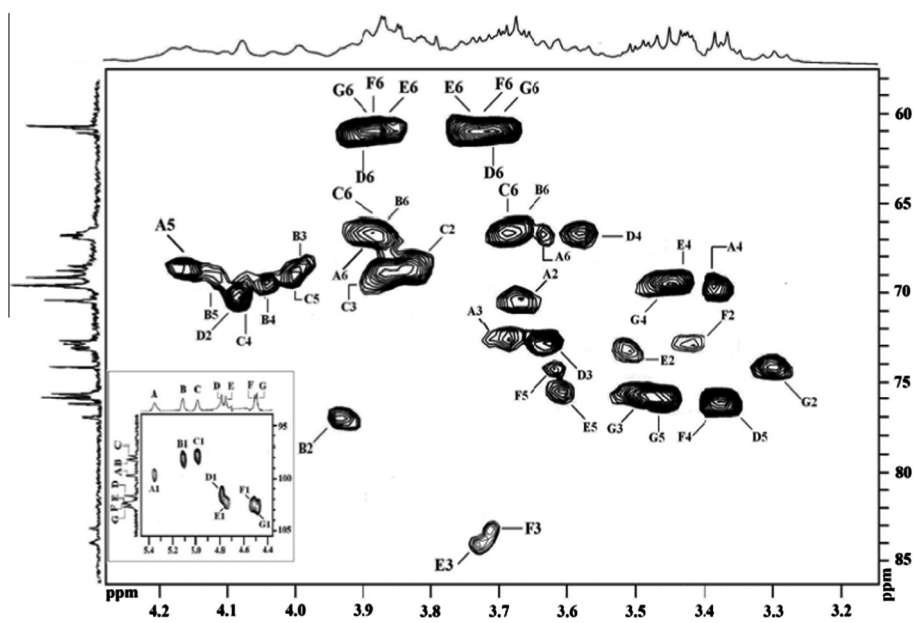 G6 F6 E6 E6 F6 G6
60
D6 D6
C6 B6 C6 B6
65
A5 B3 C2 D4 E4 A4
A6 A6
C3 A2
70
B5 C5 G4
D2 C4 B4 F2
A3 E2
D3
F5 G2
75
E5
G3 G5 F4 D5
B2
80
F3
E3
85
A B C D E F G
B1 C1
95
A1 D1
100
F1
E1 G1
105
C
B
A
D
E
F
G
5.4 5.2 5.0 4.8 4.6 4.4
ppm 4.2 4.1 4.0 3.9 3.8 3.7 3.6 3.5 3.4 3.3 3.2
ppm